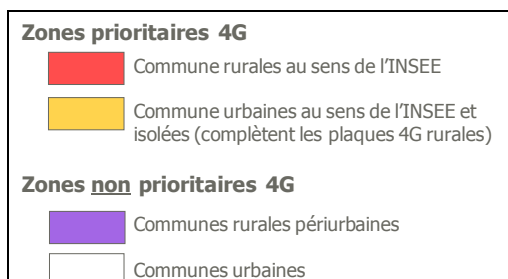 Zones prioritaires 4G
Commune rurales au sens de l’INSEE
Commune urbaines au sens de l’INSEE et
isolées (complètent les plaques 4G rurales)
Zones non prioritaires 4G
Communes rurales périurbaines
Communes urbaines